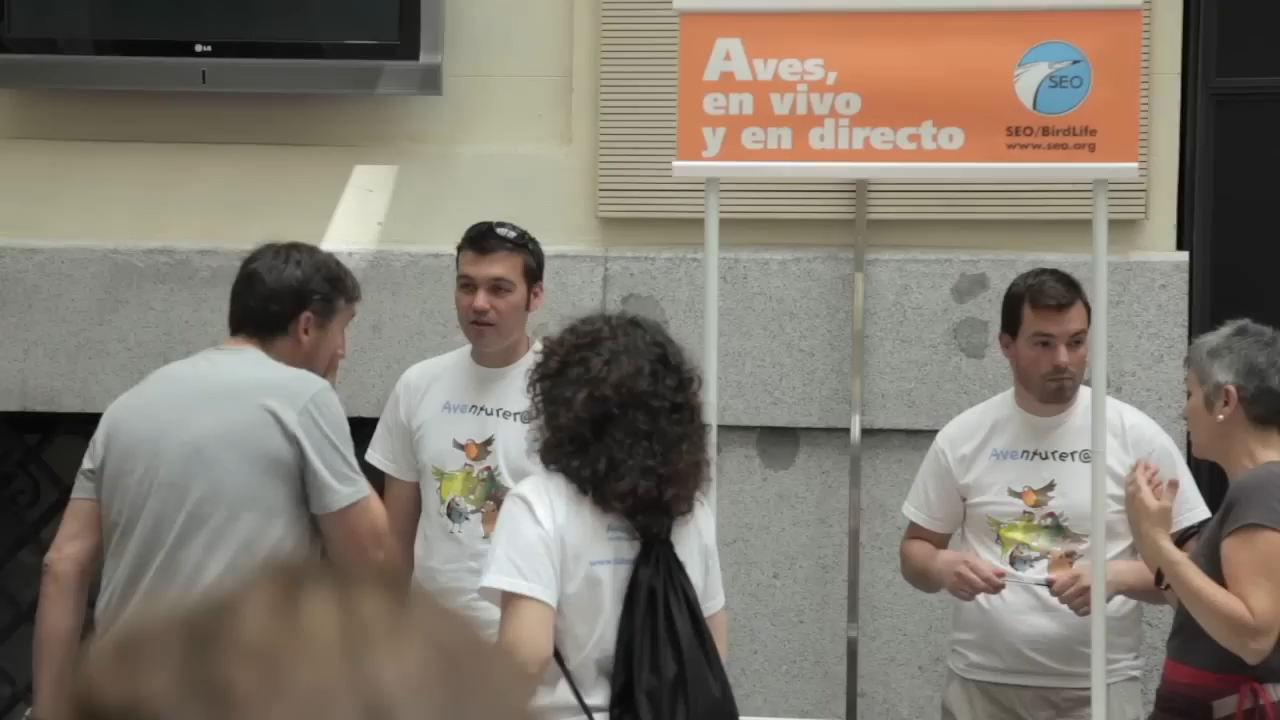 LG
Aves,
en vivo
y en directo
SEO
SEO/BirdLife
www.seo.org
Aventurer@
Aventurer@